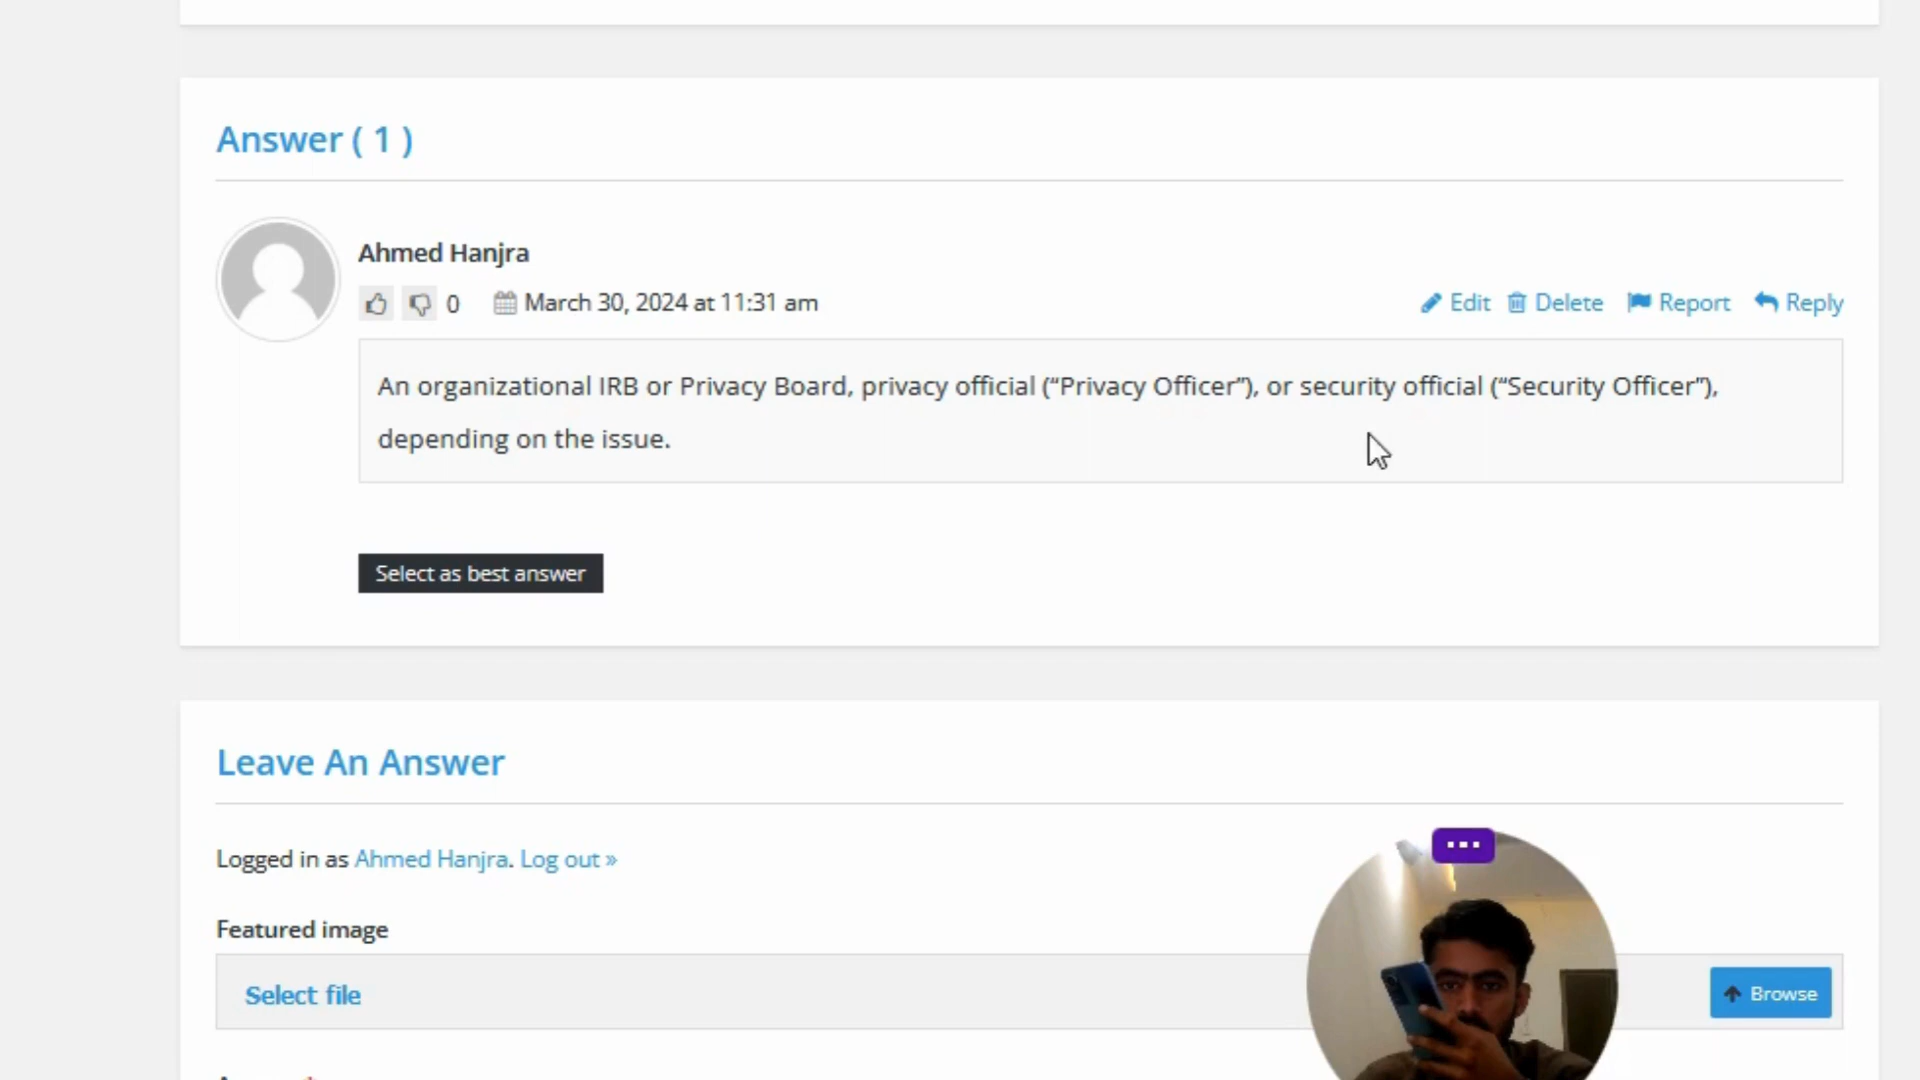 Answer ( 1 )
Ahmed Hanjra
0 March 30, 2024 at 11:31 am Edit Delete Report Reply
An organizational IRB or Privacy Board, privacy official (“Privacy Officer”), or security official (“Security Officer”),
depending on the issue.
Select as best answer
Leave An Answer
Logged in as Ahmed Hanjra. Log out »
Featured image
Select file Browse